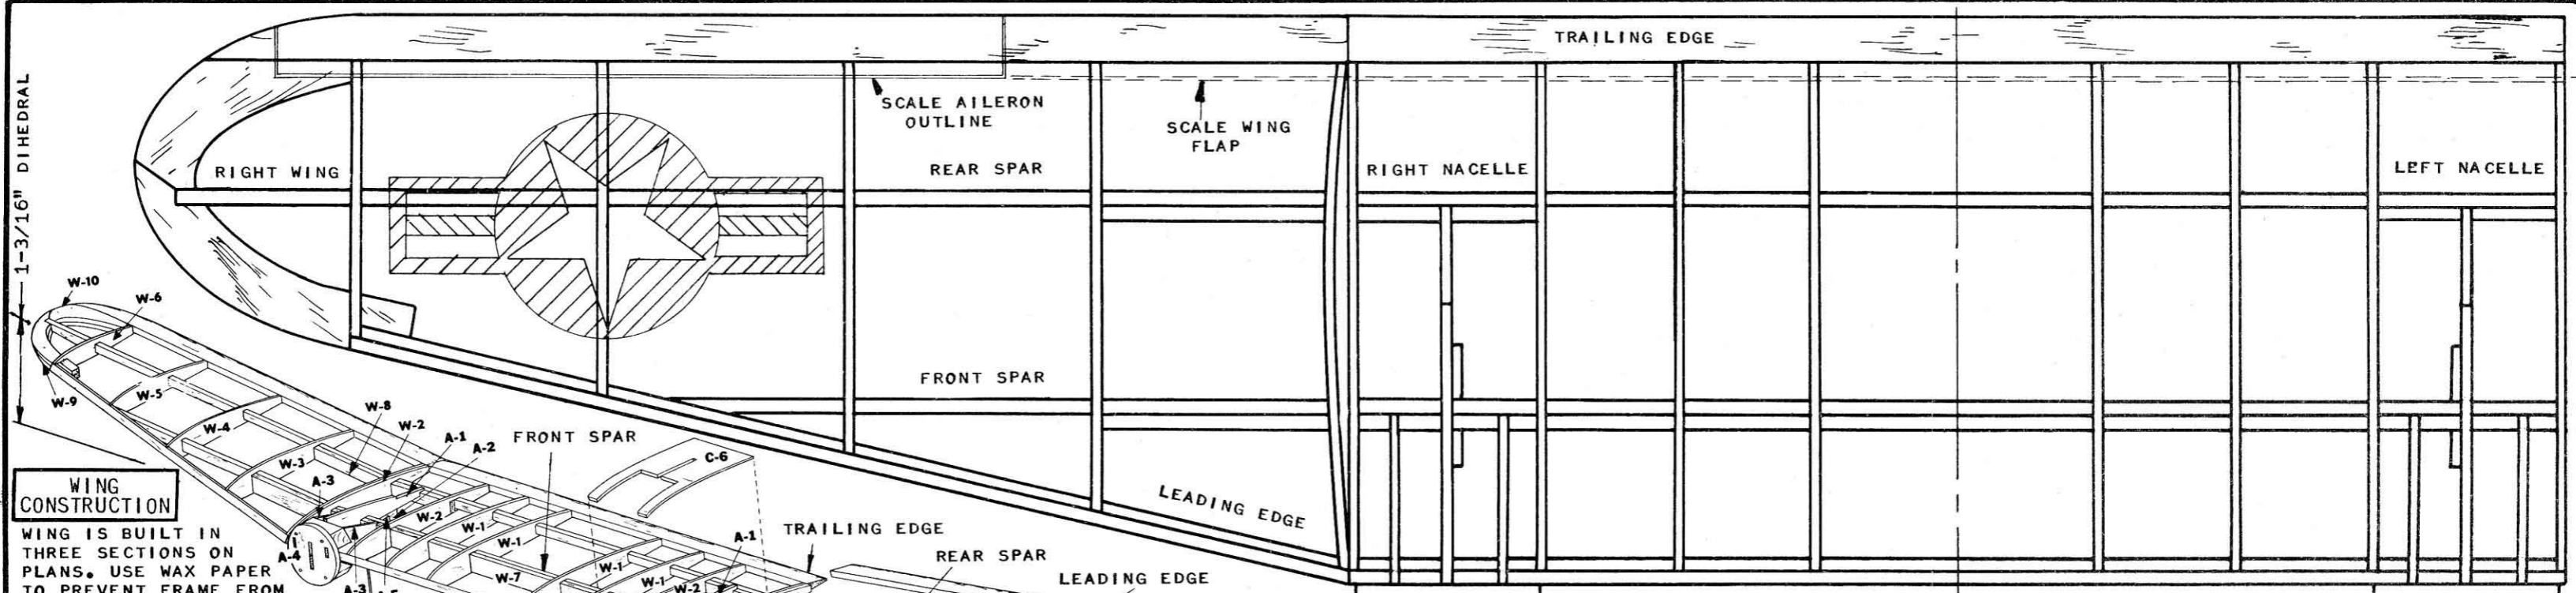 TRAILING EDGE
1-3/16" DIHEDRAL
SCALE AILERON
OUTLINE
SCALE WING
FLAP
RIGHT WING
REAR SPAR
RIGHT NACELLE
LEFT NACELLE
W-10
W-6
W-9
W-5
FRONT SPAR
W-8
W-4
W-2
A-1
A-2
FRONT SPAR
C-6
W-3
A-3
LEADING EDGE
WING
CONSTRUCTION
WING IS BUILT IN
THREE SECTIONS ON
PLANS. USE WAX PAPER
TO PREVENT FRAME FROM
W-2
W-1
W-1
A-4
TRAILING EDGE
A-1
REAR SPAR
W-7
W-1
W-1
W-2
LEADING EDGE
A-3